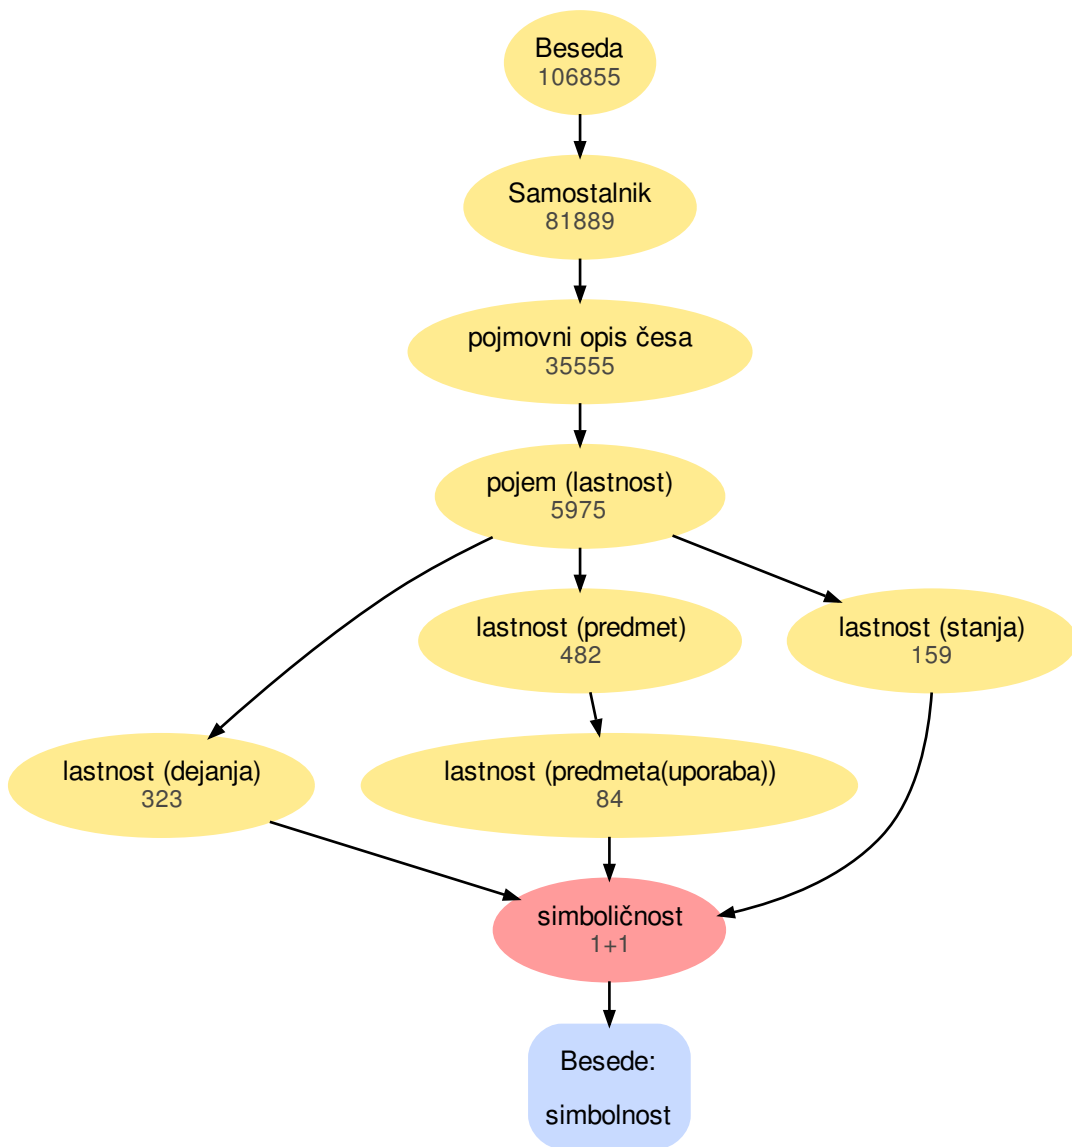 Beseda
106855
Samostalnik
81889
pojmovni opis česa
35555
pojem (lastnost)
5975
lastnost (predmet)
482
lastnost (stanja)
159
lastnost (dejanja)
323
lastnost (predmeta(uporaba))
84
simboličnost
1+1
Besede:
simbolnost